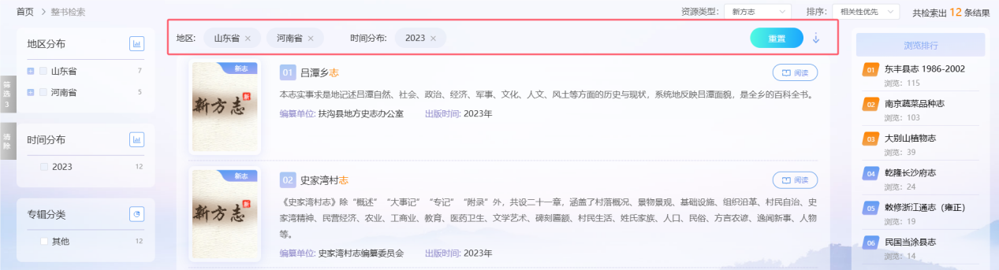 首页 > 整书检索
资源类型: 新方志 排序: 相关性优先 共检索出 12 条结果
地区分布
山东省 7
河南省 5
筛选 3
清除
时间分布
2023 12
专辑分类
其他 12
地区: 山东省 × 河南省 × 时间分布: 2023 × 重置
新志
新方志 新
01 吕潭乡志 阅读
本志实事求是地记述吕潭自然、社会、政治、经济、军事、文化、人文、风土等方面的历史与现状，系统地反映吕潭面貌，是全乡的百科全书。
编纂单位: 扶沟县地方史志办公室 出版时间: 2023年
新志
新方志 新
02 史家湾村志 阅读
《史家湾村志》除“概述”“大事记”“专记”“附录”外，共设二十一章，涵盖了村落概况、景物景观、基础设施、组织沿革、村民自治、史
家湾精神、民营经济、农业、工商业、教育、医药卫生、文学艺术、碑刻匾额、村民生活、姓氏家族、人口、民俗、方言农谚、逸闻新事、人物
等。
编纂单位: 史家湾村志编纂委员会 出版时间: 2023年
浏览排行
01 东丰县志 1986-2002
浏览：115
02 南京蔬菜品种志
浏览：103
03 大别山植物志
浏览：39
04 乾隆长沙府志
浏览：24
05 敕修浙江通志（雍正）
浏览：19
06 民国当涂县志
浏览：14